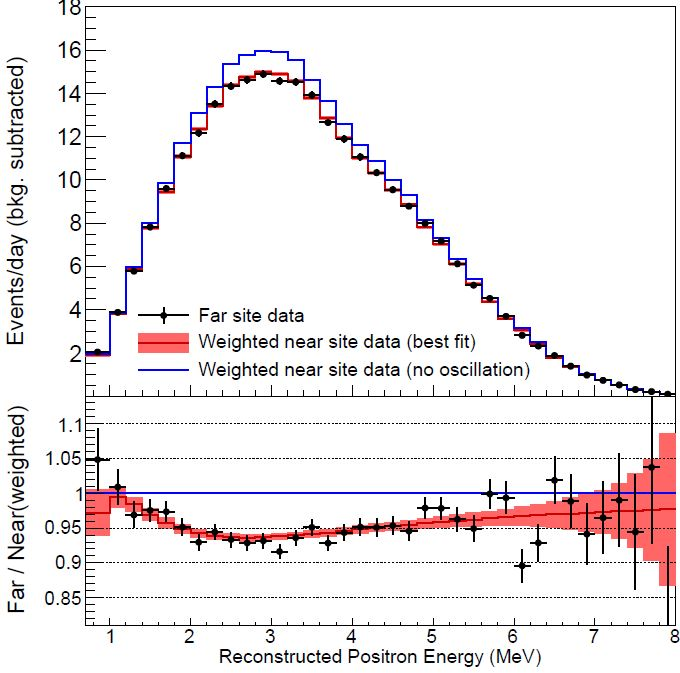 18
16
14
12
10
8
6
4
2
Events/day (bkg. subtracted)
Far site data
Weighted near site data (best fit)
Weighted near site data (no oscillation)
1.1
1.05
1
0.95
0.9
0.85
Far / Near(weighted)
1 2 3 4 5 6 7 8
Reconstructed Positron Energy (MeV)